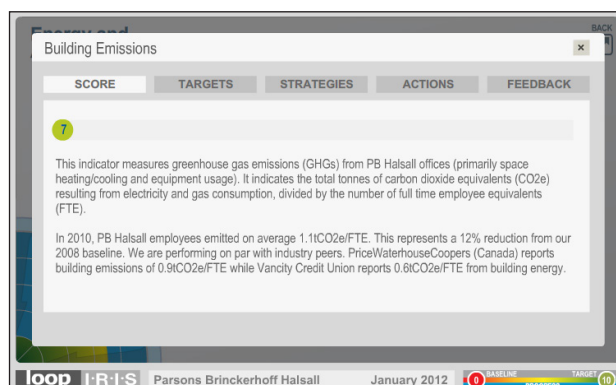 Energy and
BACK
Building Emissions
×
SCORE TARGETS STRATEGIES ACTIONS FEEDBACK
7
This indicator measures greenhouse gas emissions (GHGs) from PB Halsall offices (primarily space
heating/cooling and equipment usage). It indicates the total tonnes of carbon dioxide equivalents (CO2e)
resulting from electricity and gas consumption, divided by the number of full time employee equivalents
(FTE).
In 2010, PB Halsall employees emitted on average 1.1tCO2e/FTE. This represents a 12% reduction from our
2008 baseline. We are performing on par with industry peers. PriceWaterhouseCoopers (Canada) reports
building emissions of 0.9tCO2e/FTE while Vancity Credit Union reports 0.6tCO2e/FTE from building energy.
loop I·R·I·S Parsons Brinckerhoff Halsall January 2012 0 BASELINE TARGET 10
PROGRESS